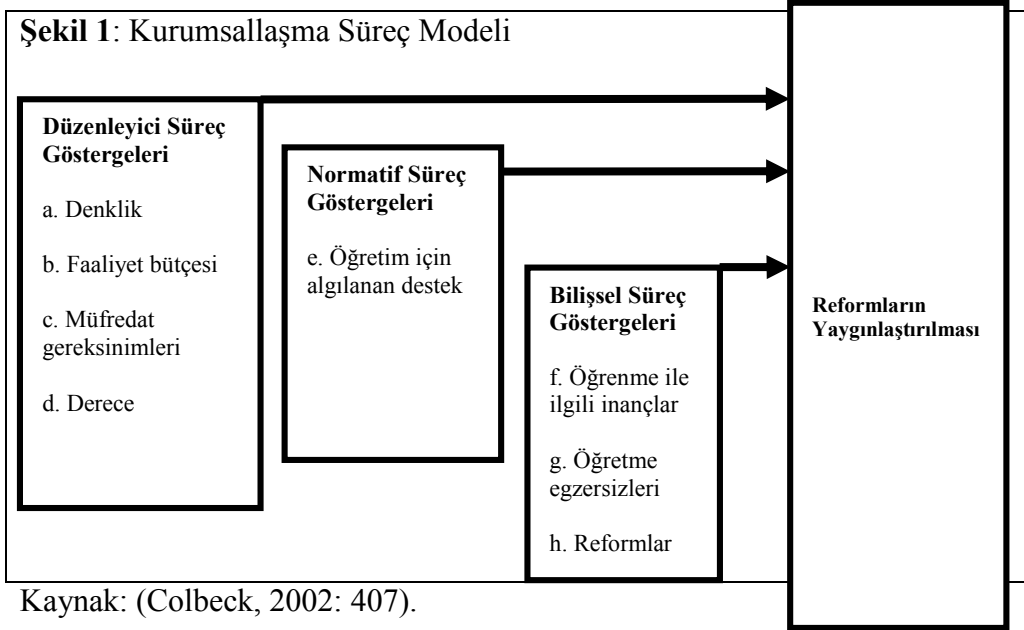 Şekil 1: Kurumsallaşma Süreç Modeli
Düzenleyici Süreç
Göstergeleri
a. Denklik
b. Faaliyet bütçesi
c. Müfredat
gereksinimleri
d. Derece
Normatif Süreç
Göstergeleri
e. Öğretim için
algılanan destek
Bilişsel Süreç
Göstergeleri
f. Öğrenme ile
ilgili inançlar
g. Öğretme
egzersizleri
h. Reformlar
Reformların
Yaygınlaştırılması
Kaynak: (Colbeck, 2002: 407).